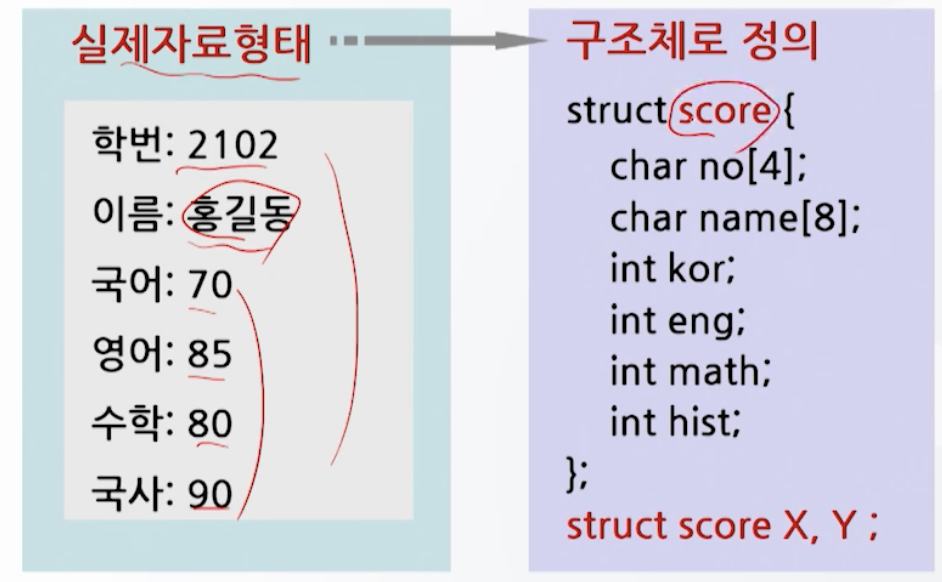 실제자료형태
학번: 2102
이름: 홍길동
국어: 70
영어: 85
수학: 80
국사: 90
구조체로 정의
struct score {
char no[4];
char name[8];
int kor;
int eng;
int math;
int hist;
};
struct score X, Y ;